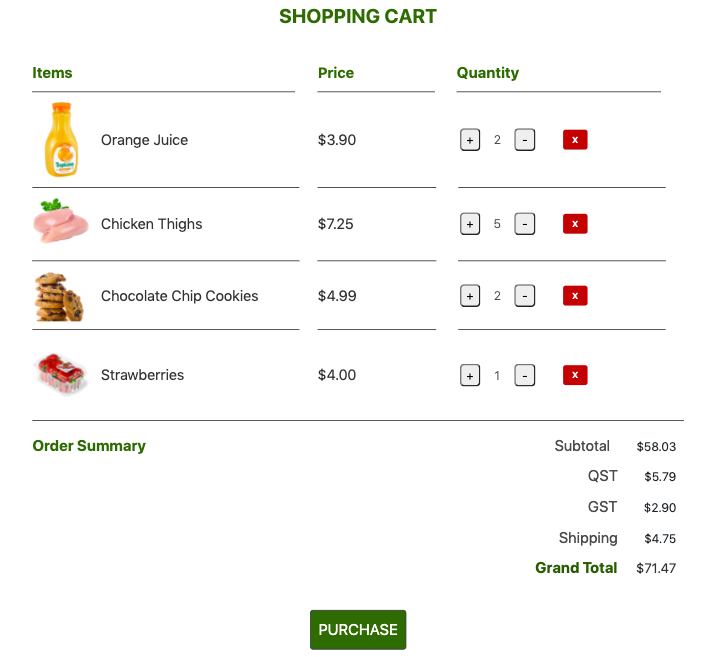 SHOPPING CART
Items Price Quantity
Orange Juice $3.90 + 2 - x
Chicken Thighs $7.25 + 5 - x
Chocolate Chip Cookies $4.99 + 2 - x
Strawberries $4.00 + 1 - x
Order Summary Subtotal $58.03
QST $5.79
GST $2.90
Shipping $4.75
Grand Total $71.47
PURCHASE